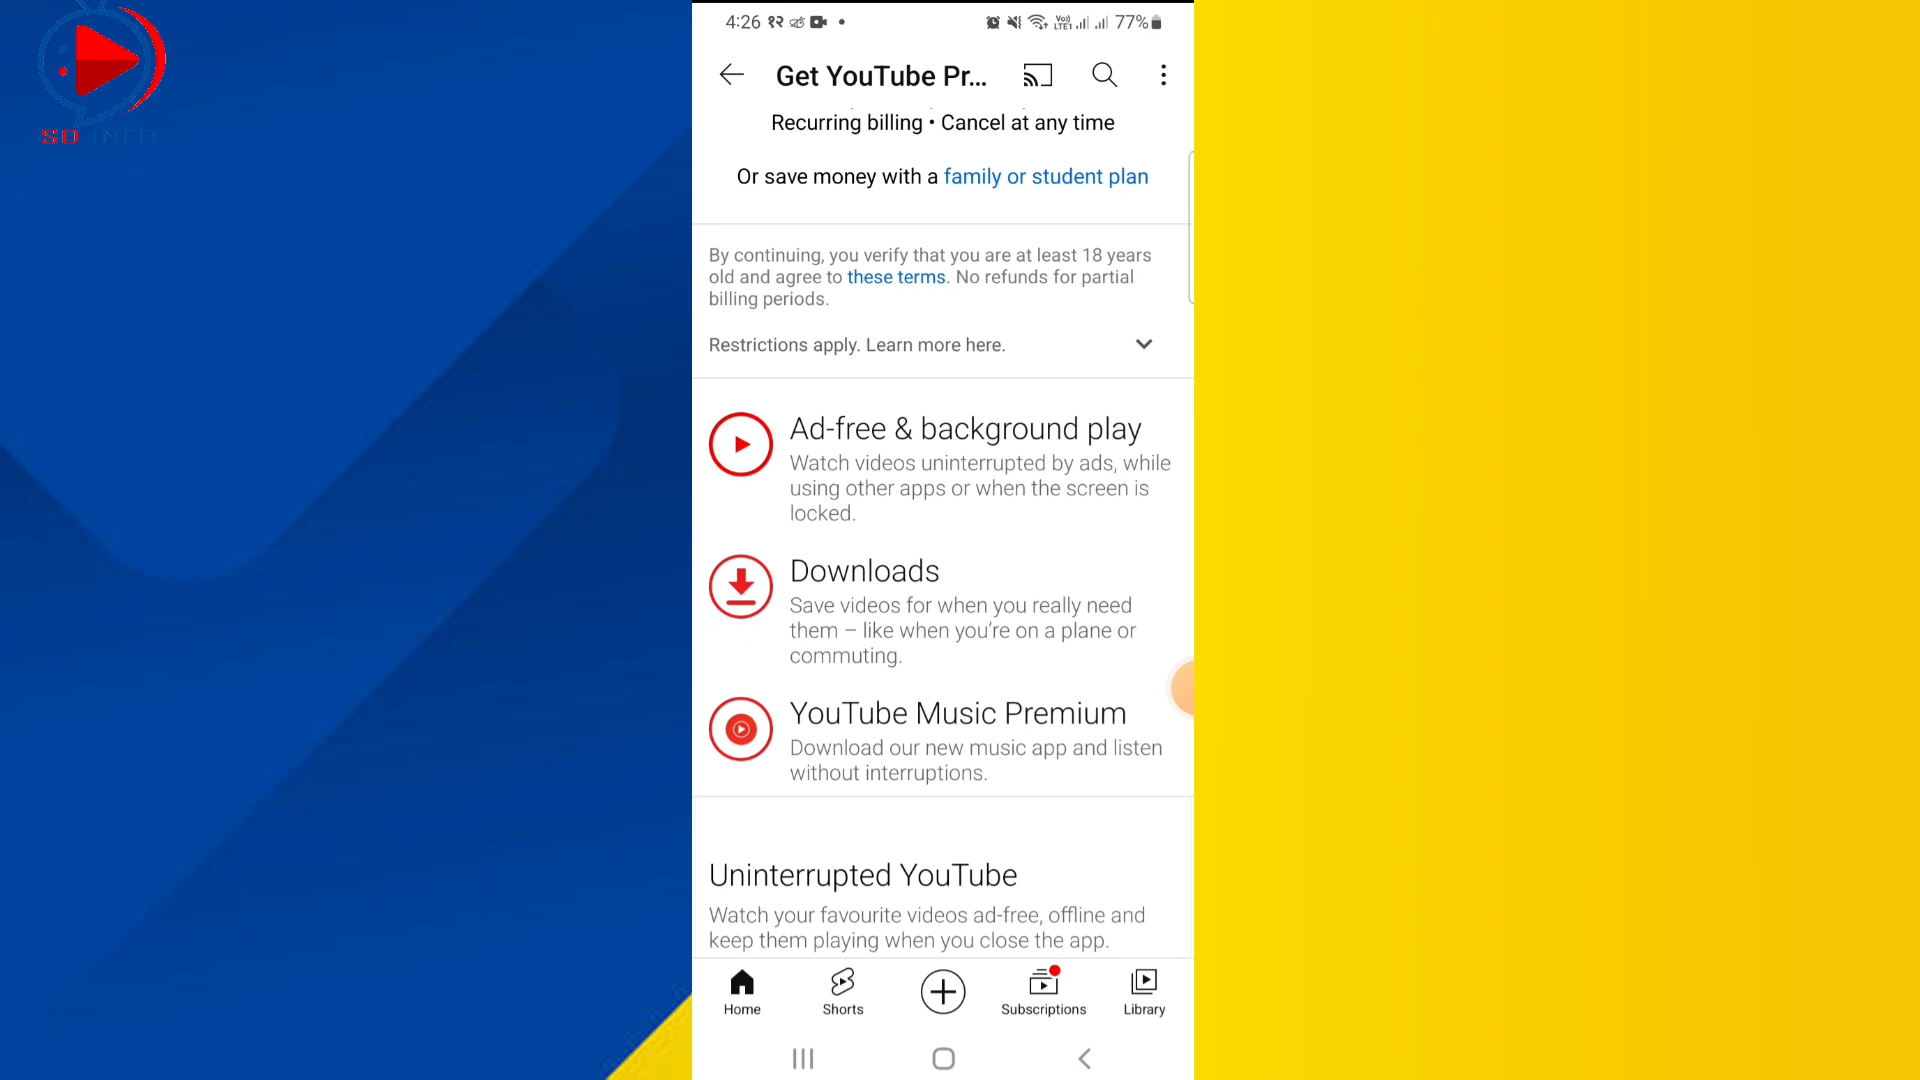 4:26 १२ 77%
Vo))
LTE1
Get YouTube Pr...
Recurring billing • Cancel at any time
Or save money with a family or student plan
By continuing, you verify that you are at least 18 years
old and agree to these terms. No refunds for partial
billing periods.
Restrictions apply. Learn more here.
Ad-free & background play
Watch videos uninterrupted by ads, while
using other apps or when the screen is
locked.
Downloads
Save videos for when you really need
them – like when you’re on a plane or
commuting.
YouTube Music Premium
Download our new music app and listen
without interruptions.
Uninterrupted YouTube
Watch your favourite videos ad-free, offline and
keep them playing when you close the app.
Home Shorts Subscriptions Library
SD INFO